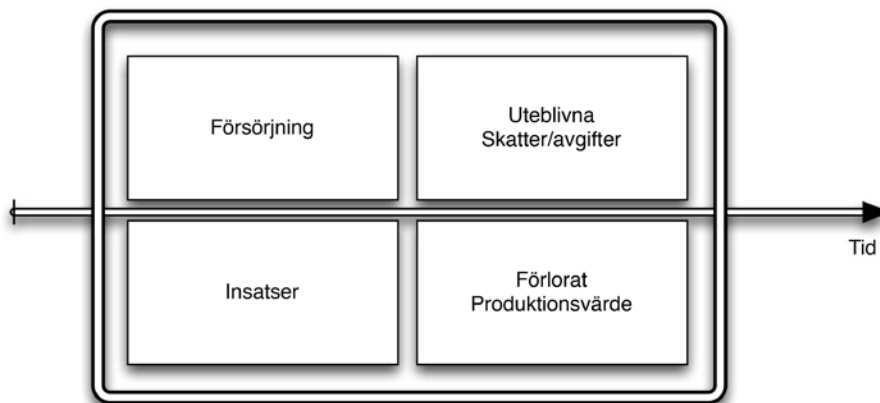 Försörjning
Uteblivna
Skatter/avgifter
Tid
Insatser
Förlorat
Produktionsvärde